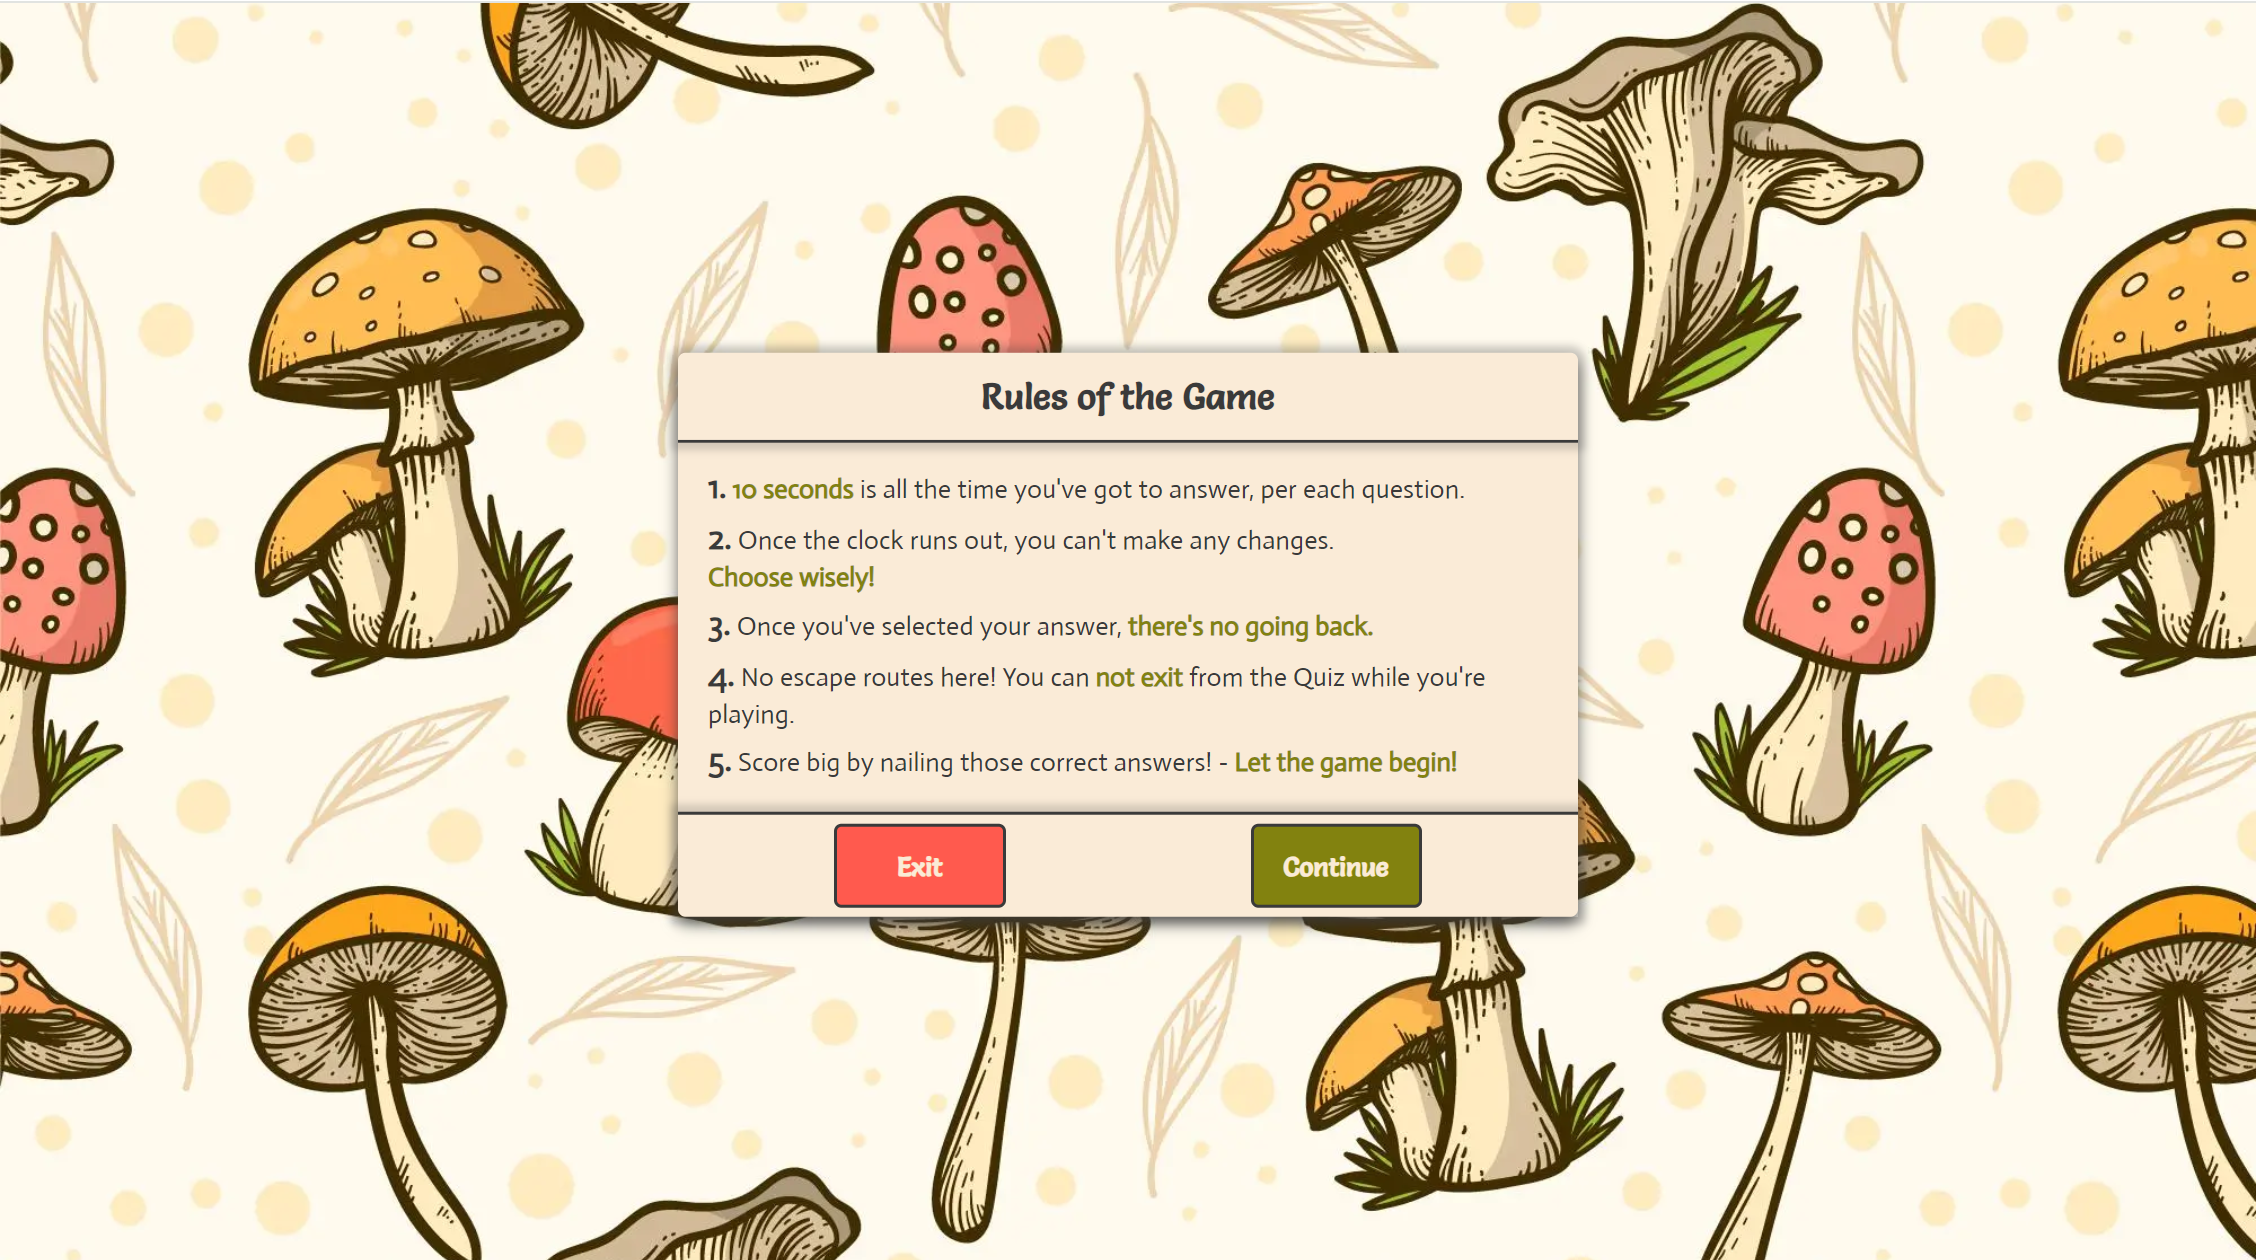 Rules of the Game
1. 10 seconds is all the time you've got to answer, per each question.
2. Once the clock runs out, you can't make any changes.
Choose wisely!
3. Once you've selected your answer, there's no going back.
4. No escape routes here! You can not exit from the Quiz while you're
playing.
5. Score big by nailing those correct answers! - Let the game begin!
Exit
Continue